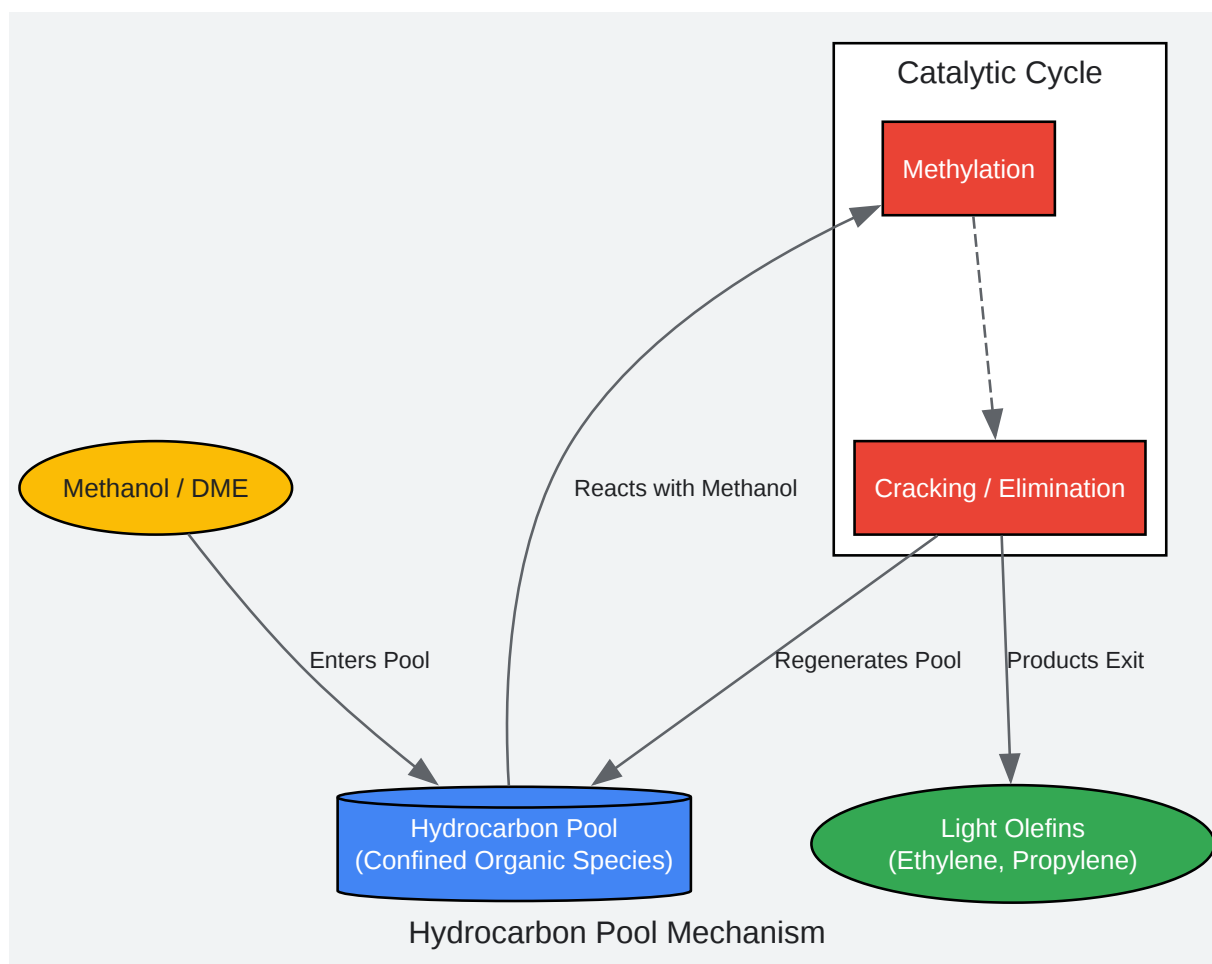 Catalytic Cycle
Methylation
Methanol / DME
Reacts with Methanol
Cracking / Elimination
Enters Pool
Regenerates Pool
Products Exit
Hydrocarbon Pool
(Confined Organic Species)
Light Olefins
(Ethylene, Propylene)
Hydrocarbon Pool Mechanism